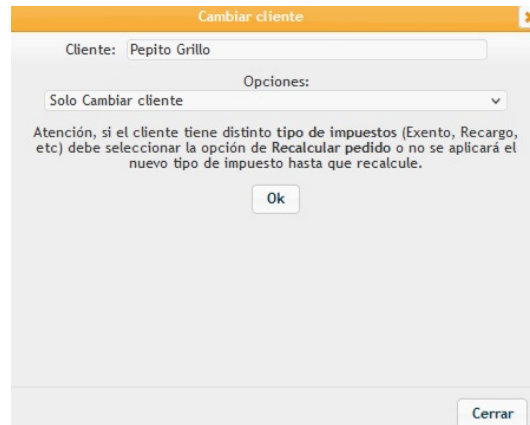 Cambiar cliente
Cliente: Pepito Grillo
Opciones:
Solo Cambiar cliente
Atención, si el cliente tiene distinto tipo de impuestos (Exento, Recargo,
etc) debe seleccionar la opción de Recalcular pedido o no se aplicará el
nuevo tipo de impuesto hasta que recalcule.
Ok
Cerrar